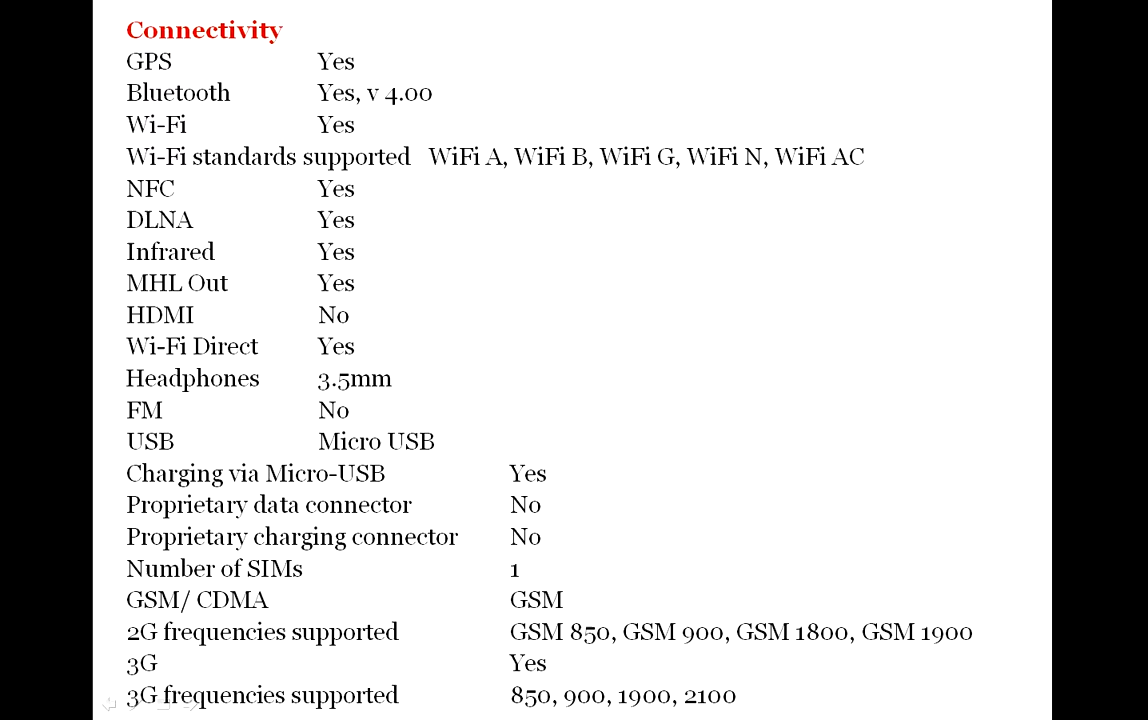 Connectivity
GPS Yes
Bluetooth Yes, v 4.00
Wi-Fi Yes
Wi-Fi standards supported WiFi A, WiFi B, WiFi G, WiFi N, WiFi AC
NFC Yes
DLNA Yes
Infrared Yes
MHL Out Yes
HDMI No
Wi-Fi Direct Yes
Headphones 3.5mm
FM No
USB Micro USB
Charging via Micro-USB Yes
Proprietary data connector No
Proprietary charging connector No
Number of SIMs 1
GSM/ CDMA GSM
2G frequencies supported GSM 850, GSM 900, GSM 1800, GSM 1900
3G Yes
3G frequencies supported 850, 900, 1900, 2100